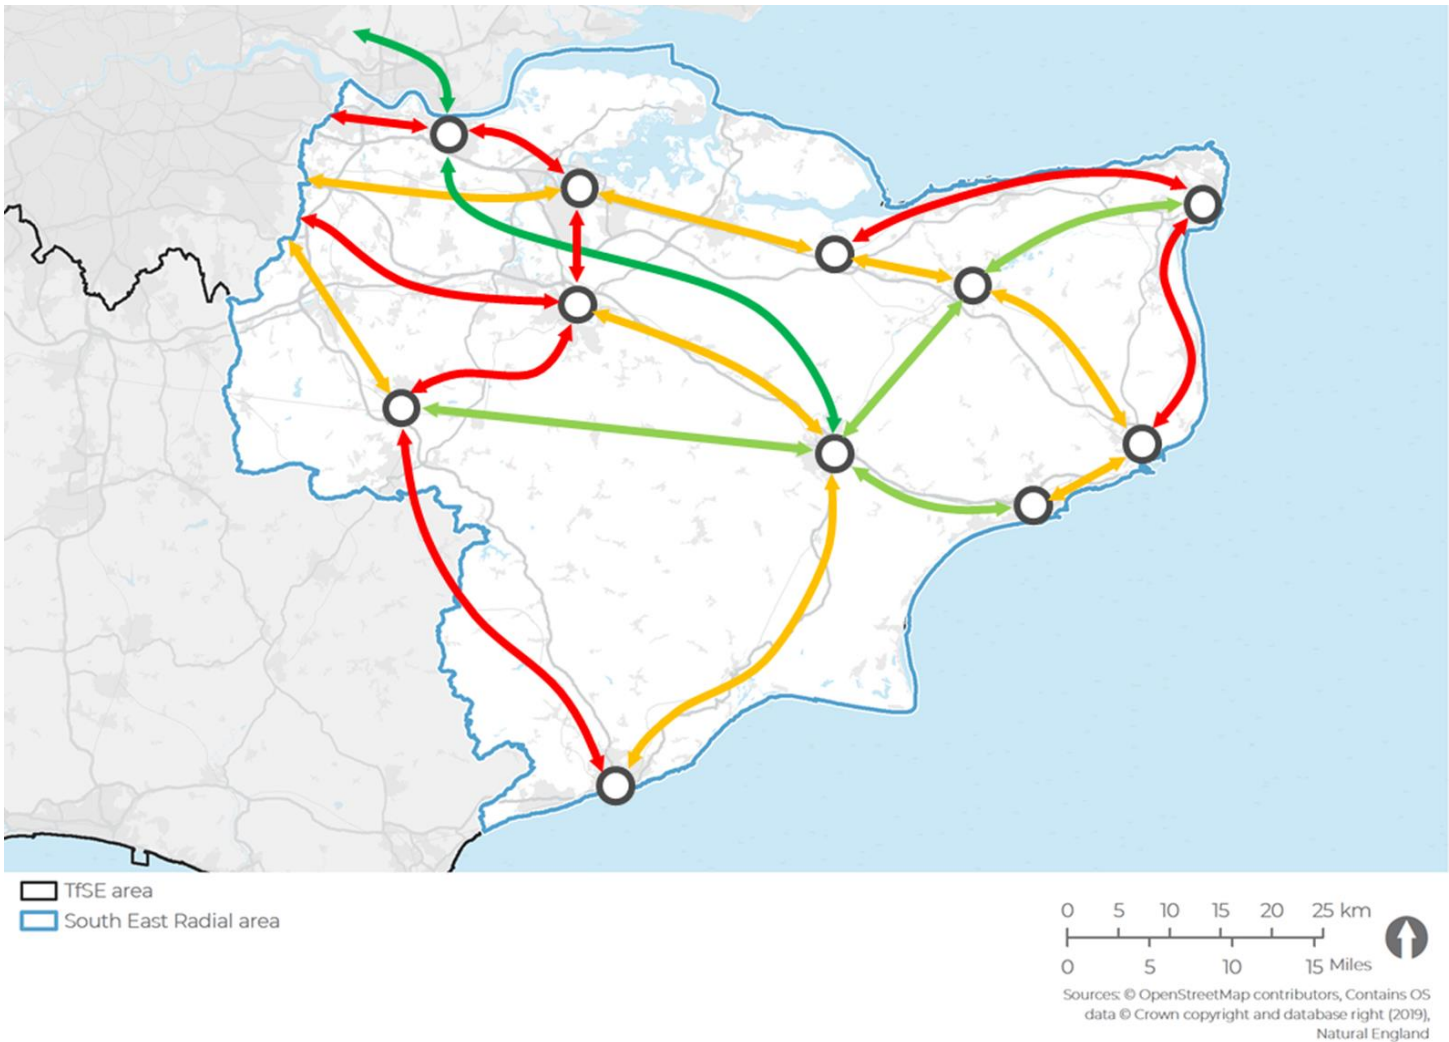 TfSE area
South East Radial area
0 5 10 15 20 25 km
0 5 10 15 Miles
Sources: © OpenStreetMap contributors, Contains OS
data © Crown copyright and database right (2019),
Natural England